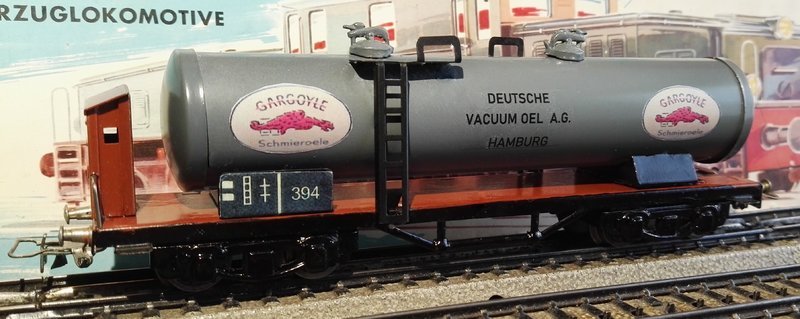 RZUGLOKOMOTIVE
GARGOYLE
Schmieroele
DEUTSCHE
VACUUM OEL A.G.
HAMBURG
GARGOYLE
Schmieroele
394